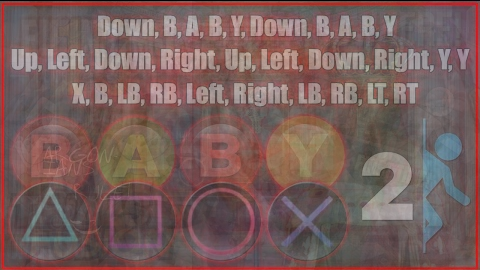 Down, B, A, B, Y, Down, B, A, B, Y
Up, Left, Down, Right, Up, Left, Down, Right, Y, Y
X, B, LB, RB, Left, Right, LB, RB, LT, RT
B A B Y
2